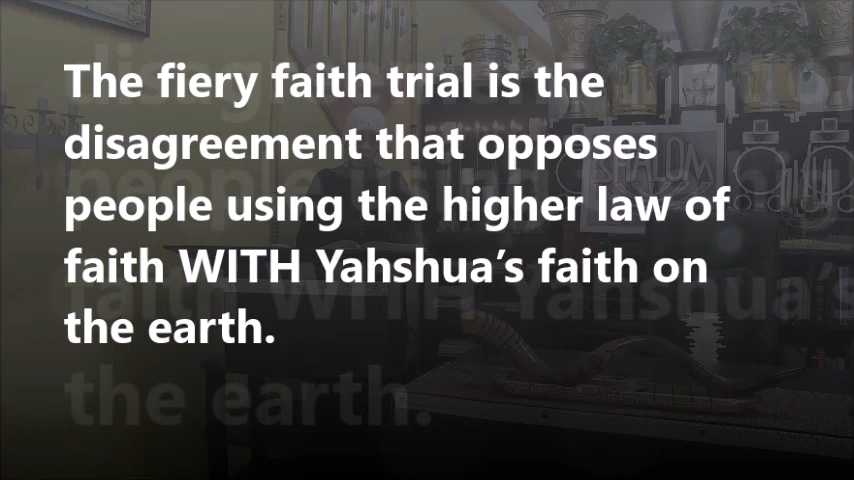 The fiery faith trial is the
disagreement that opposes
people using the higher law of
faith WITH Yahshua's faith on
the earth.
SHALOM